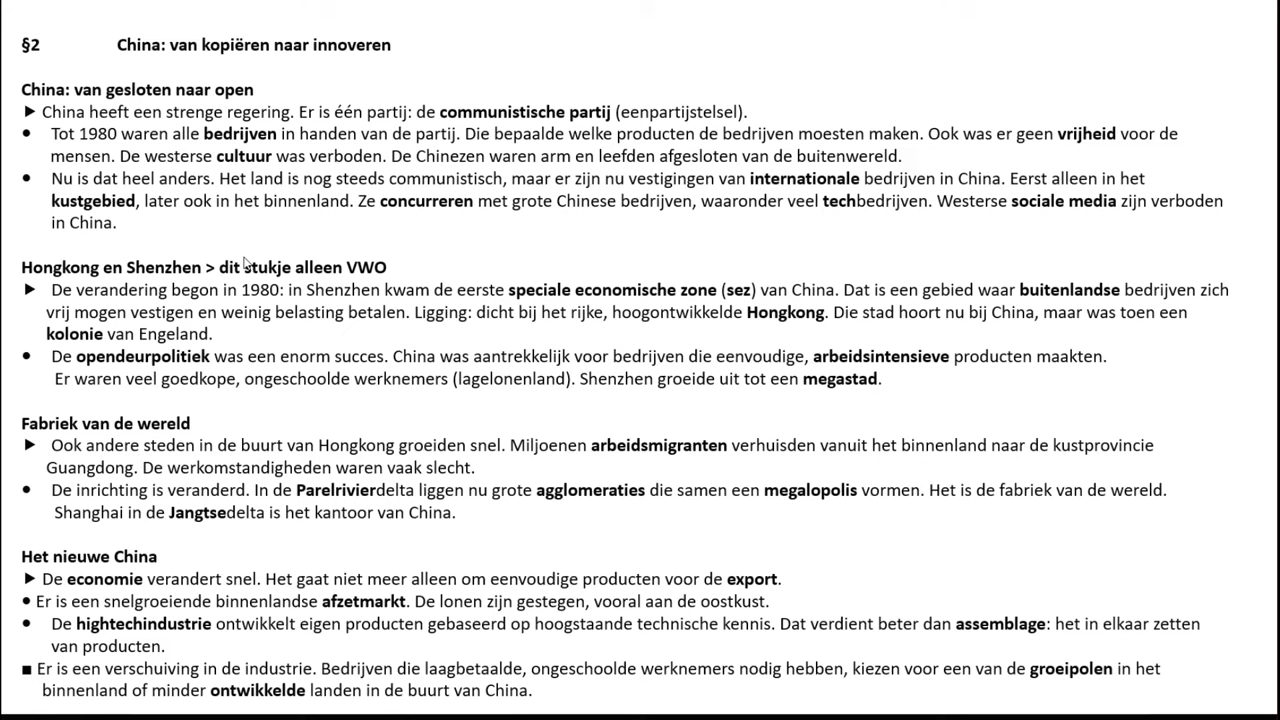 §2 China: van kopiëren naar innoveren
China: van gesloten naar open
► China heeft een strenge regering. Er is één partij: de communistische partij (eenpartijstelsel).
• Tot 1980 waren alle bedrijven in handen van de partij. Die bepaalde welke producten de bedrijven moesten maken. Ook was er geen vrijheid voor de
mensen. De westerse cultuur was verboden. De Chinezen waren arm en leefden afgesloten van de buitenwereld.
• Nu is dat heel anders. Het land is nog steeds communistisch, maar er zijn nu vestigingen van internationale bedrijven in China. Eerst alleen in het
kustgebied, later ook in het binnenland. Ze concurreren met grote Chinese bedrijven, waaronder veel techbedrijven. Westerse sociale media zijn verboden
in China.
Hongkong en Shenzhen > dit stukje alleen VWO
► De verandering begon in 1980: in Shenzhen kwam de eerste speciale economische zone (sez) van China. Dat is een gebied waar buitenlandse bedrijven zich
vrij mogen vestigen en weinig belasting betalen. Ligging: dicht bij het rijke, hoogontwikkelde Hongkong. Die stad hoort nu bij China, maar was toen een
kolonie van Engeland.
• De opendeurpolitiek was een enorm succes. China was aantrekkelijk voor bedrijven die eenvoudige, arbeidsintensieve producten maakten.
Er waren veel goedkope, ongeschoolde werknemers (lagelonenland). Shenzhen groeide uit tot een megastad.
Fabriek van de wereld
► Ook andere steden in de buurt van Hongkong groeiden snel. Miljoenen arbeidsmigranten verhuisden vanuit het binnenland naar de kustprovincie
Guangdong. De werkomstandigheden waren vaak slecht.
• De inrichting is veranderd. In de Parelrivierdelta liggen nu grote agglomeraties die samen een megalopolis vormen. Het is de fabriek van de wereld.
Shanghai in de Jangtsedelta is het kantoor van China.
Het nieuwe China
► De economie verandert snel. Het gaat niet meer alleen om eenvoudige producten voor de export.
• Er is een snelgroeiende binnenlandse afzetmarkt. De lonen zijn gestegen, vooral aan de oostkust.
• De hightechindustrie ontwikkelt eigen producten gebaseerd op hoogstaande technische kennis. Dat verdient beter dan assemblage: het in elkaar zetten
van producten.
■ Er is een verschuiving in de industrie. Bedrijven die laagbetaalde, ongeschoolde werknemers nodig hebben, kiezen voor een van de groeipolen in het
binnenland of minder ontwikkelde landen in de buurt van China.